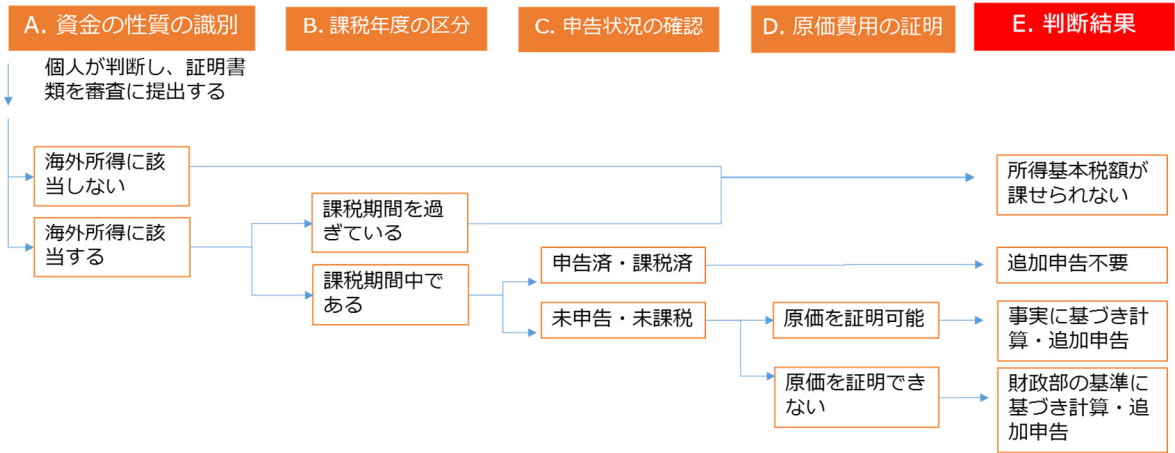 A. 資金の性質の識別
B. 課税年度の区分
C. 申告状況の確認
D. 原価費用の証明
E. 判断結果
個人が判断し、証明書
類を審査に提出する
海外所得に該
当しない
所得基本税額が
課せられない
海外所得に該
当する
課税期間を過
ぎている
課税期間中で
ある
申告済・課税済
追加申告不要
未申告・未課税
原価を証明可能
事実に基づき計
算・追加申告
原価を証明でき
ない
財政部の基準に
基づき計算・追
加申告